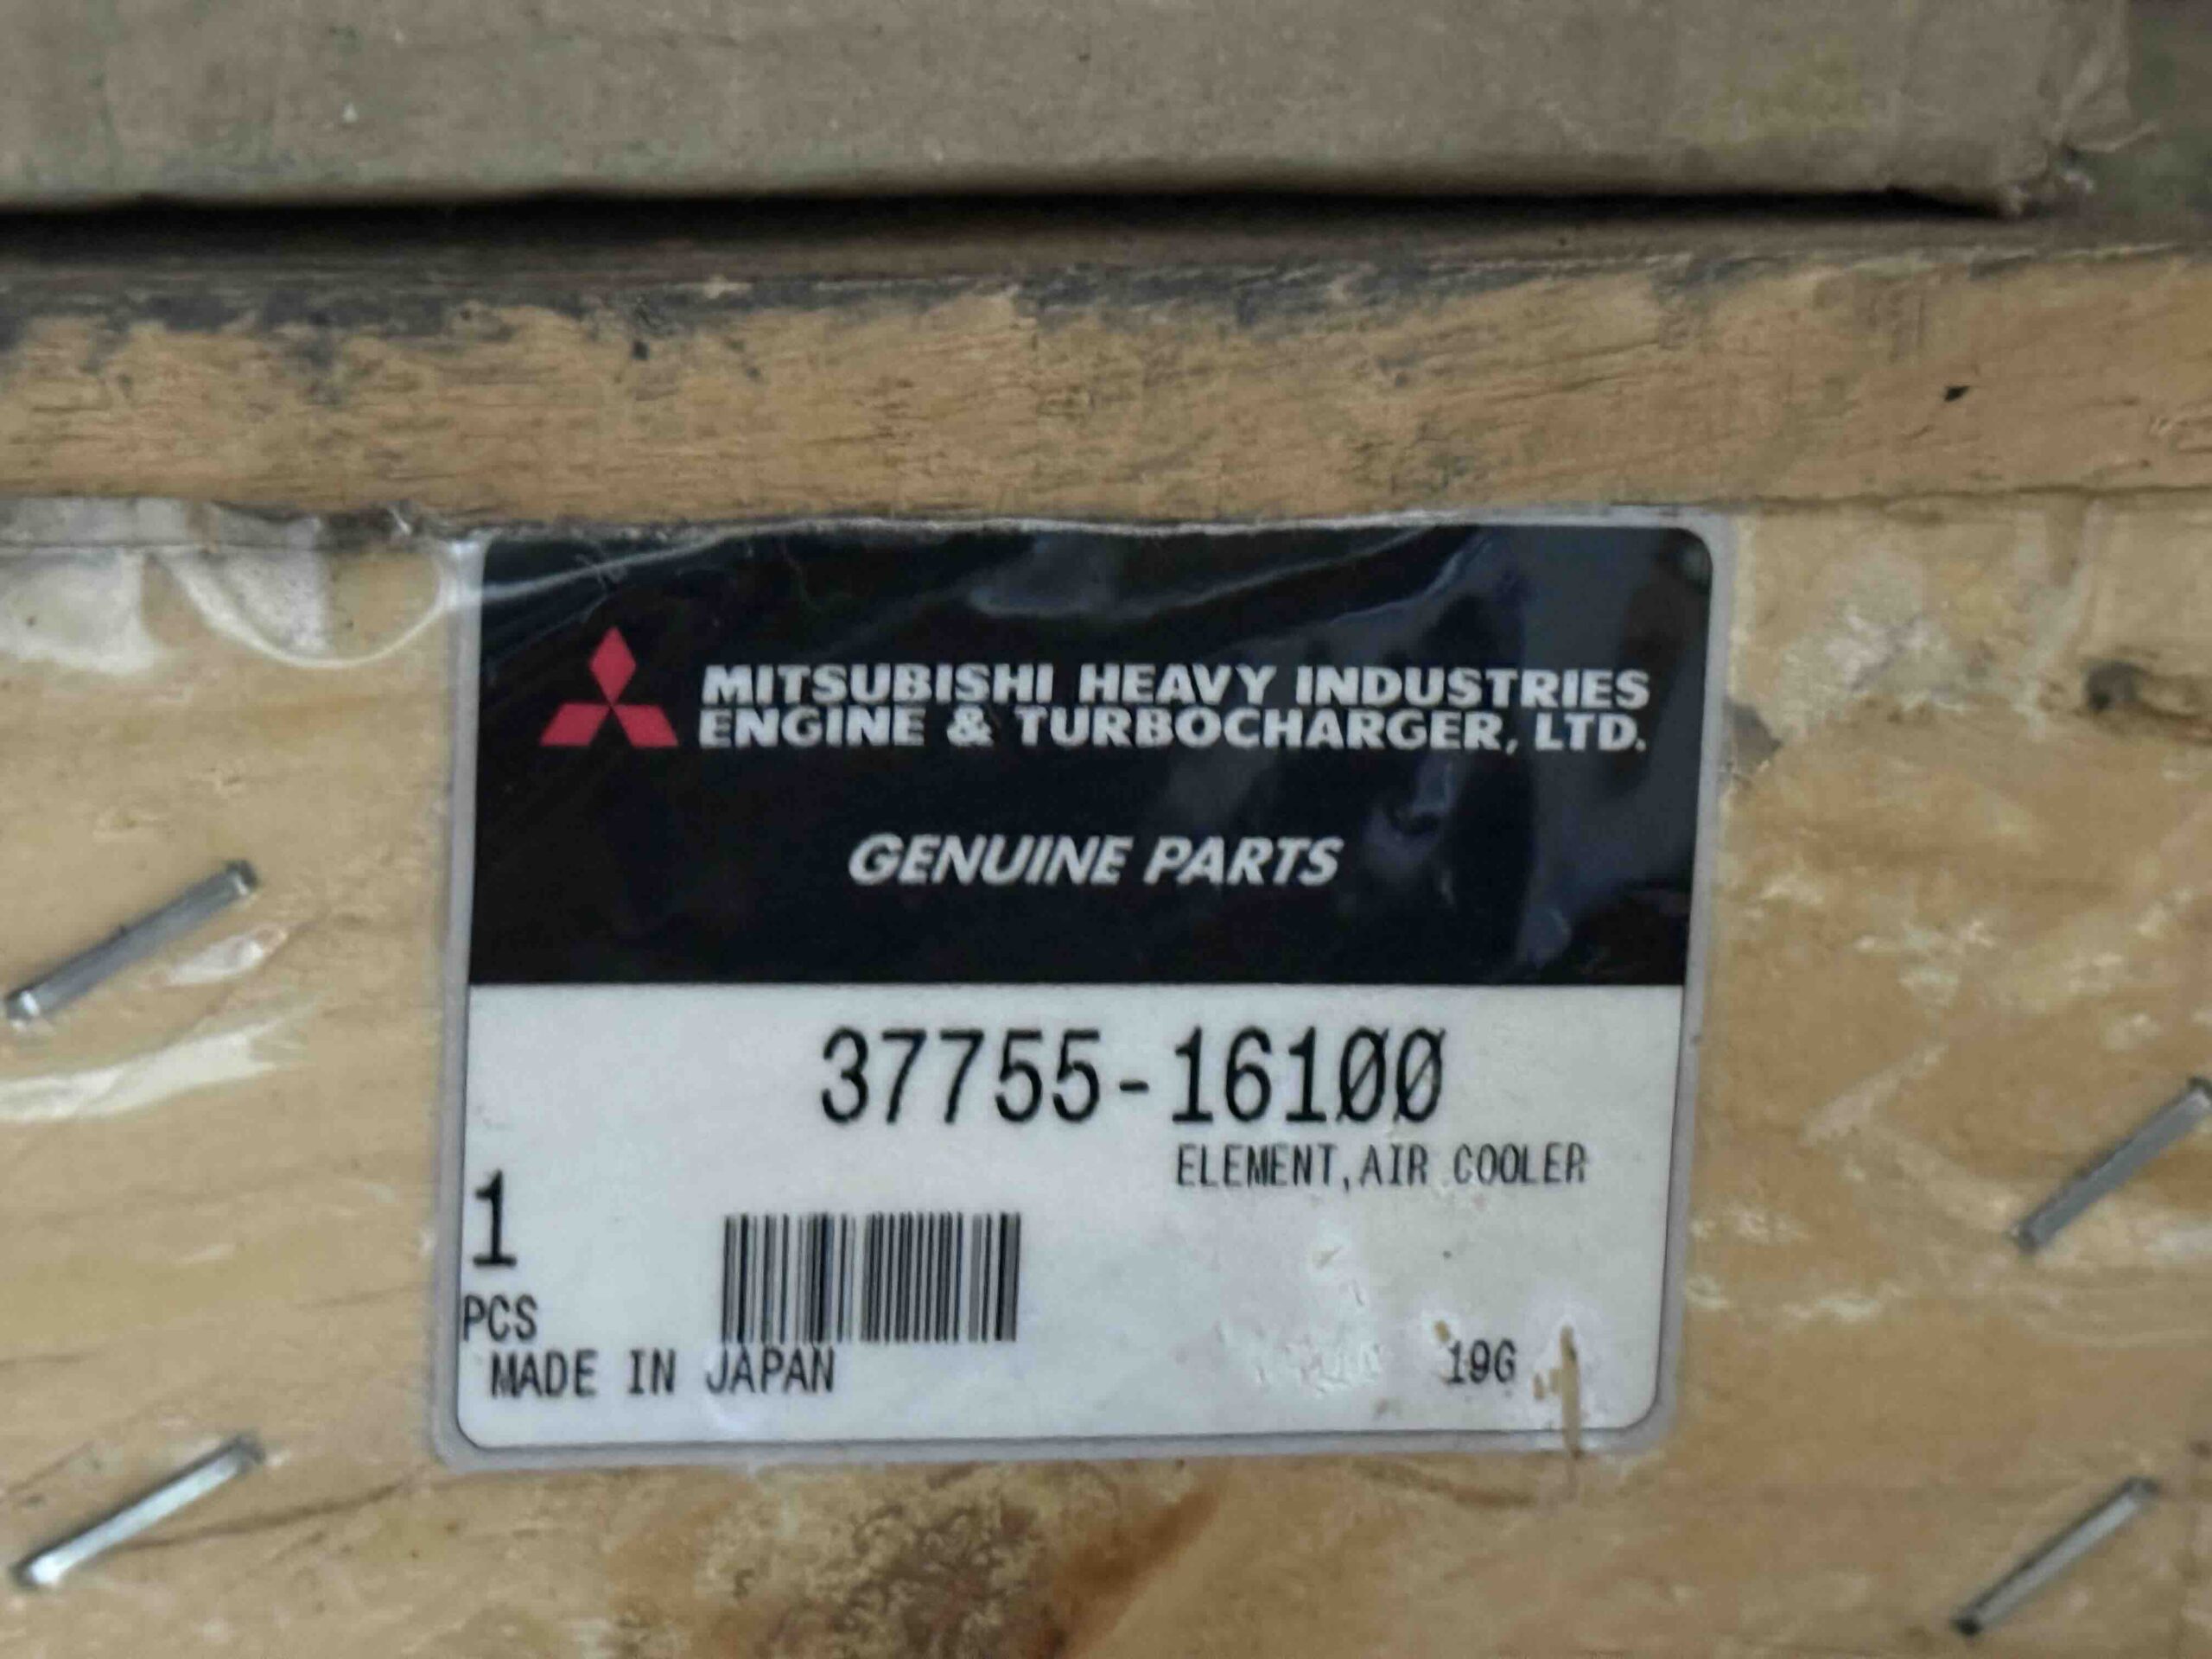 MITSUBISHI HEAVY INDUSTRIES
ENGINE & TURBOCHARGER, LTD.
GENUINE PARTS
37755-16100
ELEMENT,AIR COOLER
1
PCS
MADE IN JAPAN
19G